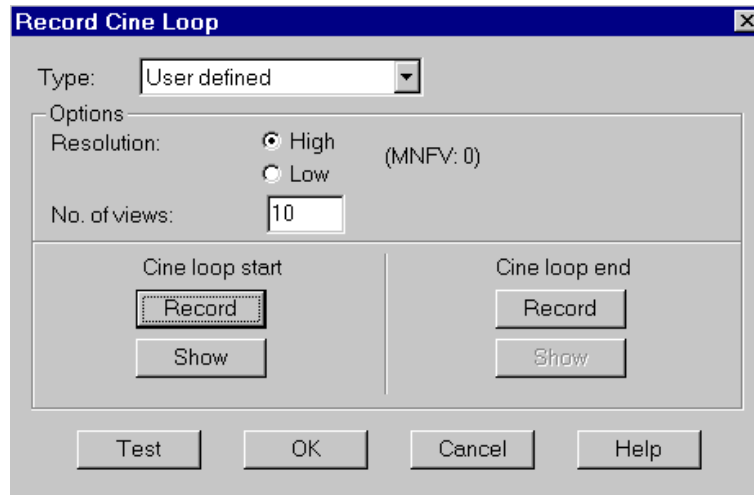 Record Cine Loop
Type: User defined
Options
Resolution: High
(MNFV: 0)
Low
No. of views: 10
Cine loop start Cine loop end
Record Record
Show Show
Test OK Cancel Help